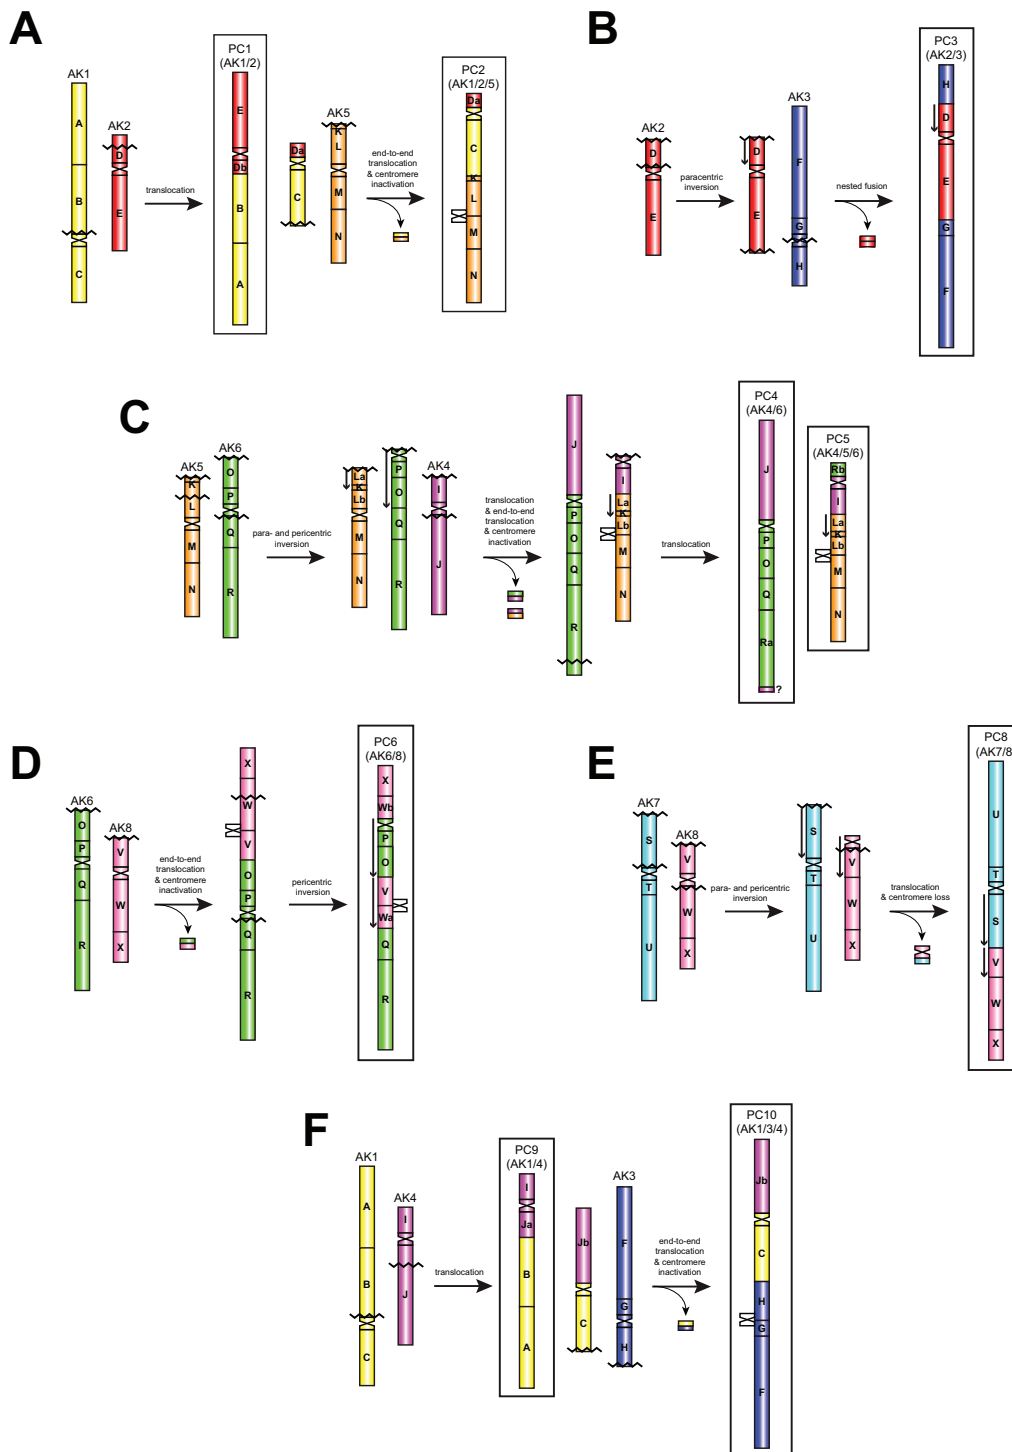 A
PC1
(AK1/2)
AK1
AK2
A
B
C
D
E
translocation
E
Db
B
A
Da
C
AK5
K
L
M
N
end-to-end
translocation
& centromere
inactivation
PC2
(AK1/2/5)
Da
C
K
L
M
N
B
AK2
D
E
paracentric
inversion
D
E
AK3
F
G
H
nested fusion
PC3
(AK2/3)
H
D
E
G
F
C
AK5
K
L
M
N
AK6
O
P
Q
R
para- and pericentric
inversion
La
K
Lb
M
N
P
O
Q
R
AK4
I
J
translocation
& end-to-end
translocation
& centromere
inactivation
J
P
O
Q
R
I
La
K
Lb
M
N
translocation
PC4
(AK4/6)
J
P
O
Q
Ra
?
PC5
(AK4/5/6)
Rb
I
La
K
Lb
M
N
D
AK6
O
P
Q
R
AK8
V
W
X
end-to-end
translocation
& centromere
inactivation
X
W
V
O
P
Q
R
pericentric
inversion
PC6
(AK6/8)
X
Wb
P
O
V
Wa
Q
R
E
AK7
S
T
U
AK8
V
W
X
para- and pericentric
inversion
S
T
U
V
W
X
translocation
& centromere loss
PC8
(AK7/8)
U
T
S
V
W
X
F
AK1
A
B
C
AK4
I
J
translocation
PC9
(AK1/4)
I
Ja
B
A
Jb
C
AK3
F
G
H
end-to-end
translocation
& centromere
inactivation
PC10
(AK1/3/4)
Jb
C
H
G
F